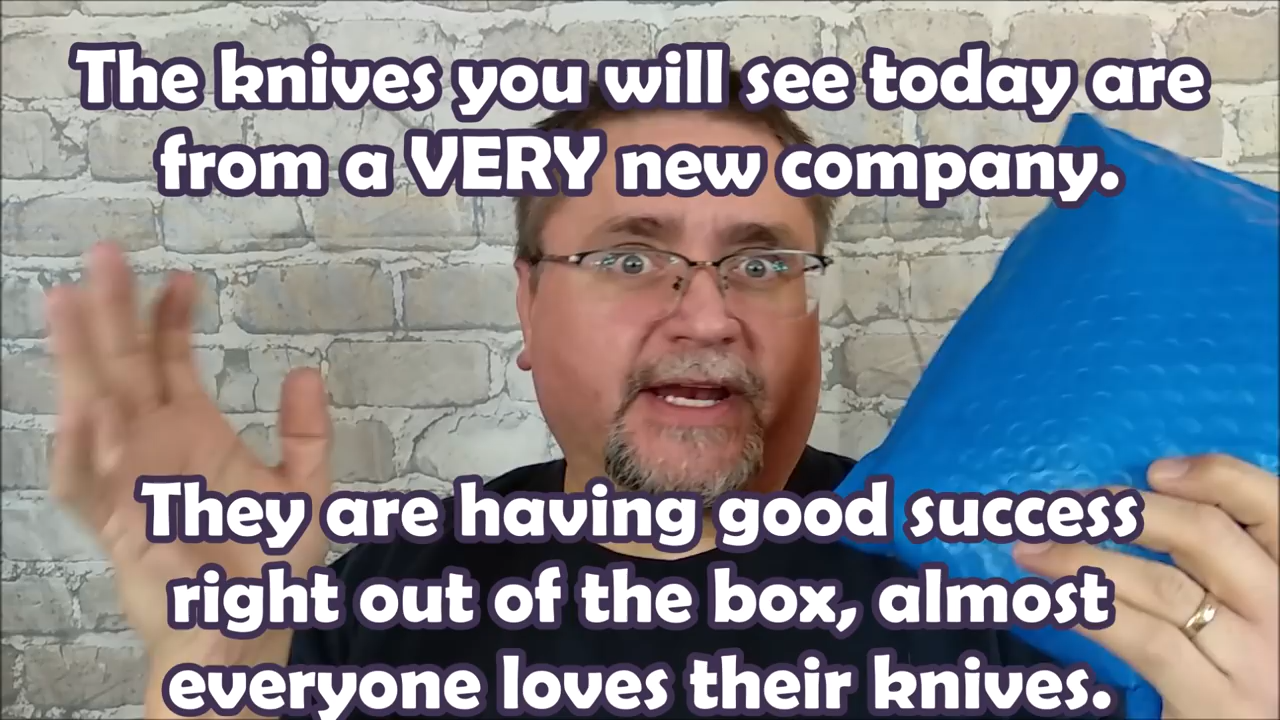 The knives you will see today are
from a VERY new company.
They are having good success
right out of the box, almost
everyone loves their knives.